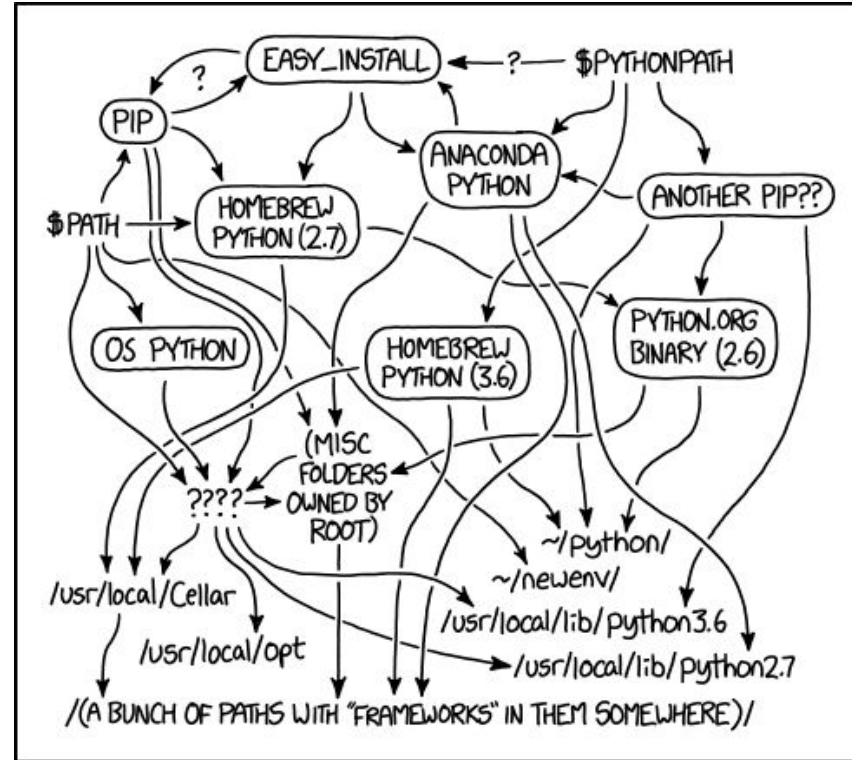 EASY_INSTALL
?
$PYTHONPATH
?
PIP
ANACONDA
PYTHON
ANOTHER PIP??
HOMEBREW
PYTHON (2.7)
$PATH
OS PYTHON
HOMEBREW
PYTHON (3.6)
PYTHON.ORG
BINARY (2.6)
(MISC
FOLDERS
OWNED BY
ROOT)
????
~/python/
~/newenv/
/usr/local/Cellar
/usr/local/lib/python3.6
/usr/local/opt
/usr/local/lib/python2.7
/(A BUNCH OF PATHS WITH "FRAMEWORKS" IN THEM SOMEWHERE)/